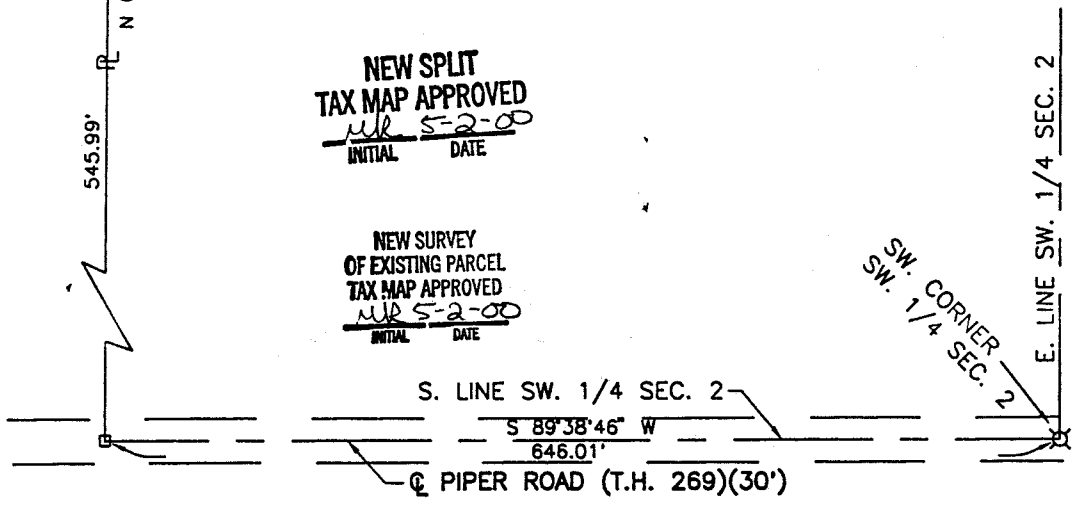 N
545.99'
NEW SPLIT
TAX MAP APPROVED
MR 5-2-00
INITIAL DATE
NEW SURVEY
OF EXISTING PARCEL
TAX MAP APPROVED
MR 5-2-00
INITIAL DATE
E. LINE SW. 1/4 SEC. 2
SW. CORNER
SW. 1/4 SEC. 2
S. LINE SW. 1/4 SEC. 2
S 89°38'46" W
646.01'
℄ PIPER ROAD (T.H. 269)(30')